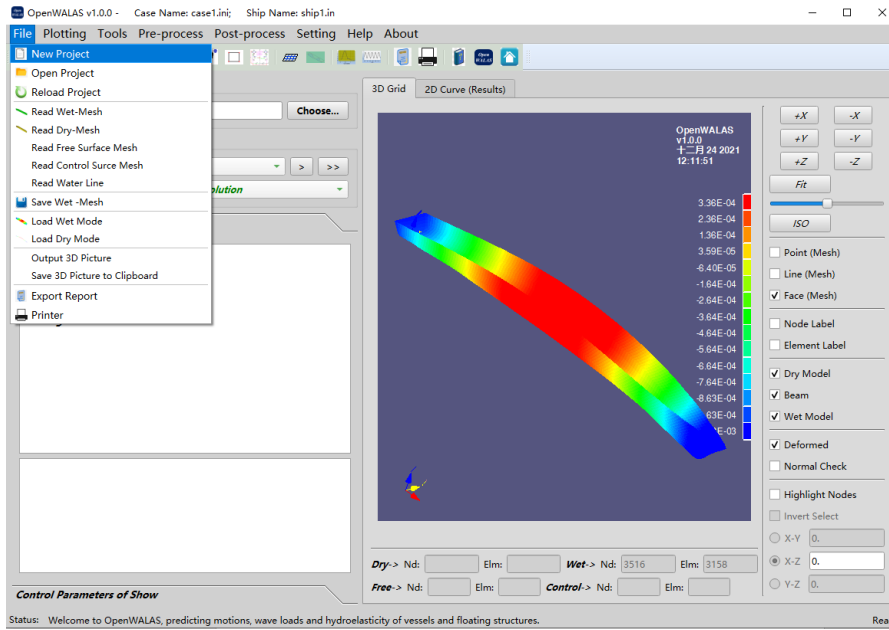 OpenWALAS v1.0.0 - Case Name: case1.ini; Ship Name: ship1.in
File Plotting Tools Pre-process Post-process Setting Help About
New Project
Open Project
Reload Project
Read Wet-Mesh
Read Dry-Mesh
Read Free Surface Mesh
Read Control Surce Mesh
Read Water Line
Save Wet -Mesh
Load Wet Mode
Load Dry Mode
Output 3D Picture
Save 3D Picture to Clipboard
Export Report
Printer
Choose...
> >>
olution
Control Parameters of Show
3D Grid 2D Curve (Results)
OpenWALAS
v1.0.0
十二月 24 2021
12:11:51
3.36E-04
2.36E-04
1.36E-04
3.59E-05
-6.40E-05
-1.64E-04
-2.64E-04
-3.64E-04
-4.64E-04
-5.64E-04
-6.64E-04
-7.64E-04
-8.63E-04
63E-04
E-03
Dry-> Nd: Elm: Wet-> Nd: 3516 Elm: 3158
Free-> Nd: Elm: Control-> Nd: Elm:
+X -X
+Y -Y
+Z -Z
Fit
ISO
Point (Mesh)
Line (Mesh)
Face (Mesh)
Node Label
Element Label
Dry Model
Beam
Wet Model
Deformed
Normal Check
Highlight Nodes
Invert Select
X-Y 0.
X-Z 0.
Y-Z 0.
Status: Welcome to OpenWALAS, predicting motions, wave loads and hydroelasticity of vessels and floating structures. Rea